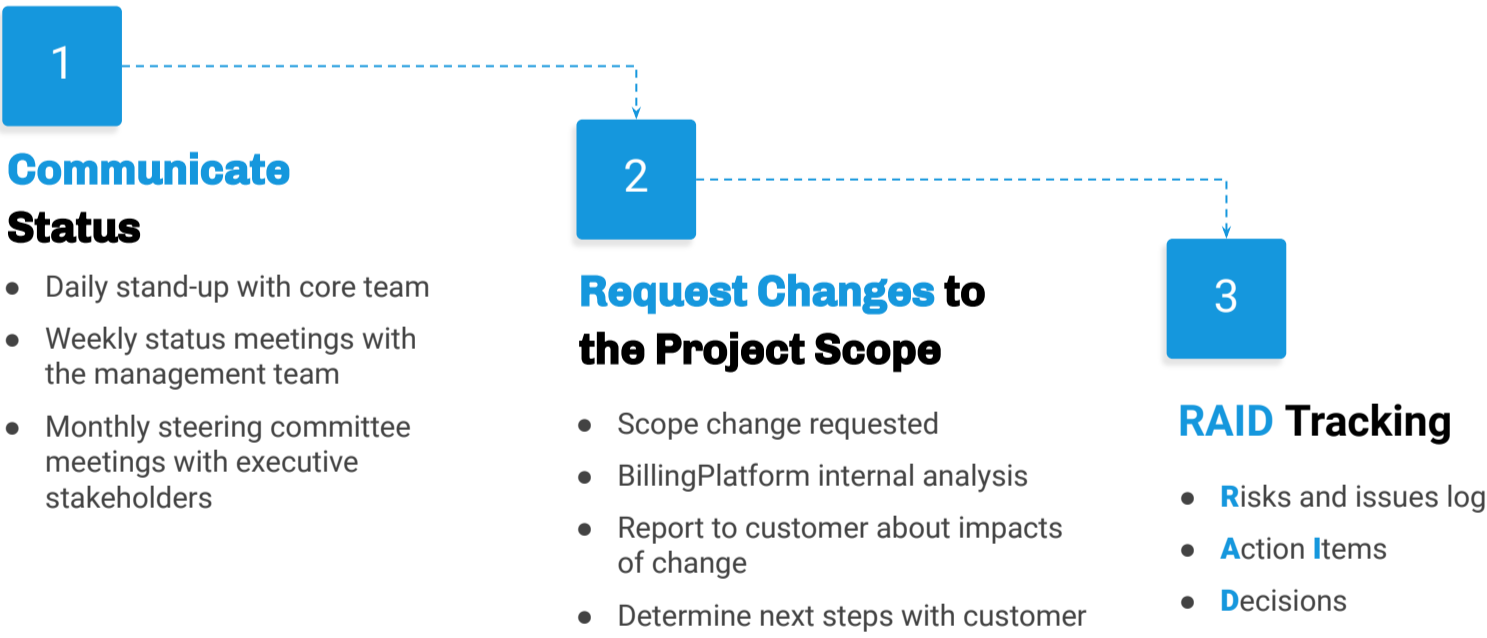 1
Communicate
Status
● Daily stand-up with core team
● Weekly status meetings with
the management team
● Monthly steering committee
meetings with executive
stakeholders
2
Request Changes to
the Project Scope
● Scope change requested
● BillingPlatform internal analysis
● Report to customer about impacts
of change
● Determine next steps with customer
3
RAID Tracking
● Risks and issues log
● Action Items
● Decisions